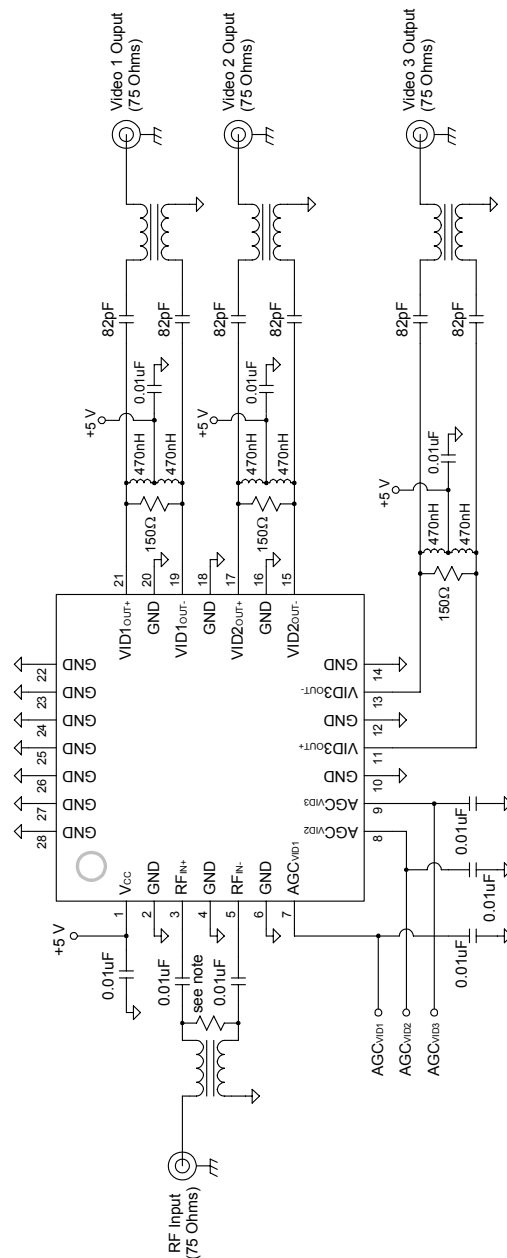 Video 1 Ouput
(75 Ohms)
Video 2 Ouput
(75 Ohms)
Video 3 Output
(75 Ohms)
82pF
82pF
82pF
82pF
82pF
82pF
0.01uF
0.01uF
0.01uF
+5 V
+5 V
+5 V
470nH
470nH
470nH
470nH
470nH
470nH
150Ω
150Ω
150Ω
21
20
19
18
17
16
15
VID1OUT+
GND
VID1OUT-
GND
VID2OUT+
GND
VID2OUT-
22
23
24
25
26
27
28
GND
GND
GND
GND
GND
GND
GND
14
13
12
11
10
9
8
GND
VID3OUT-
GND
VID3OUT+
GND
AGCVID3
AGCVID2
VCC
GND
RFIN+
GND
RFIN-
GND
AGCVID1
1
2
3
4
5
6
7
+5 V
0.01uF
0.01uF
see note
0.01uF
0.01uF
0.01uF
0.01uF
AGCVID1
AGCVID2
AGCVID3
RF Input
(75 Ohms)